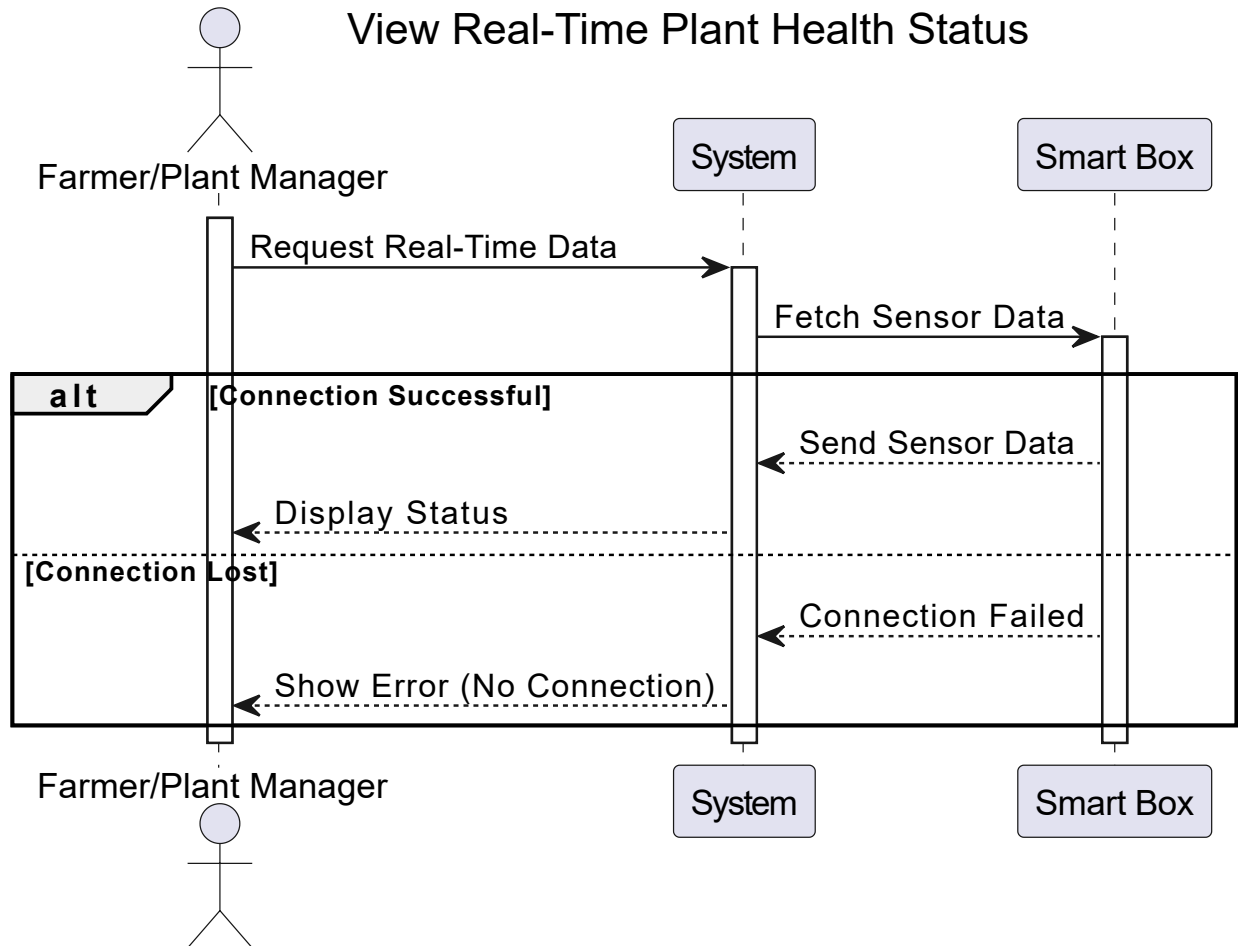 View Real-Time Plant Health Status
Farmer/Plant Manager
System
Smart Box
Request Real-Time Data
Fetch Sensor Data
alt
[Connection Successful]
Send Sensor Data
Display Status
[Connection Lost]
Connection Failed
Show Error (No Connection)
Farmer/Plant Manager
System
Smart Box